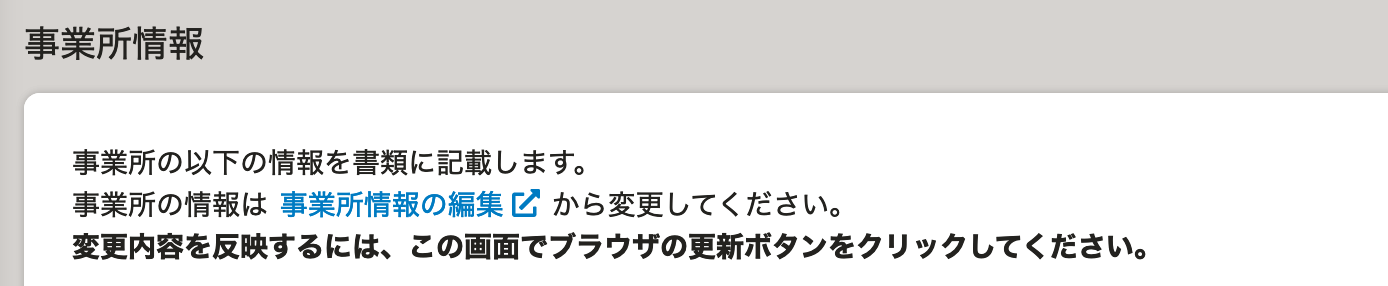 事業所情報
事業所の以下の情報を書類に記載します。
事業所の情報は 事業所情報の編集 から変更してください。
変更内容を反映するには、この画面でブラウザの更新ボタンをクリックしてください。